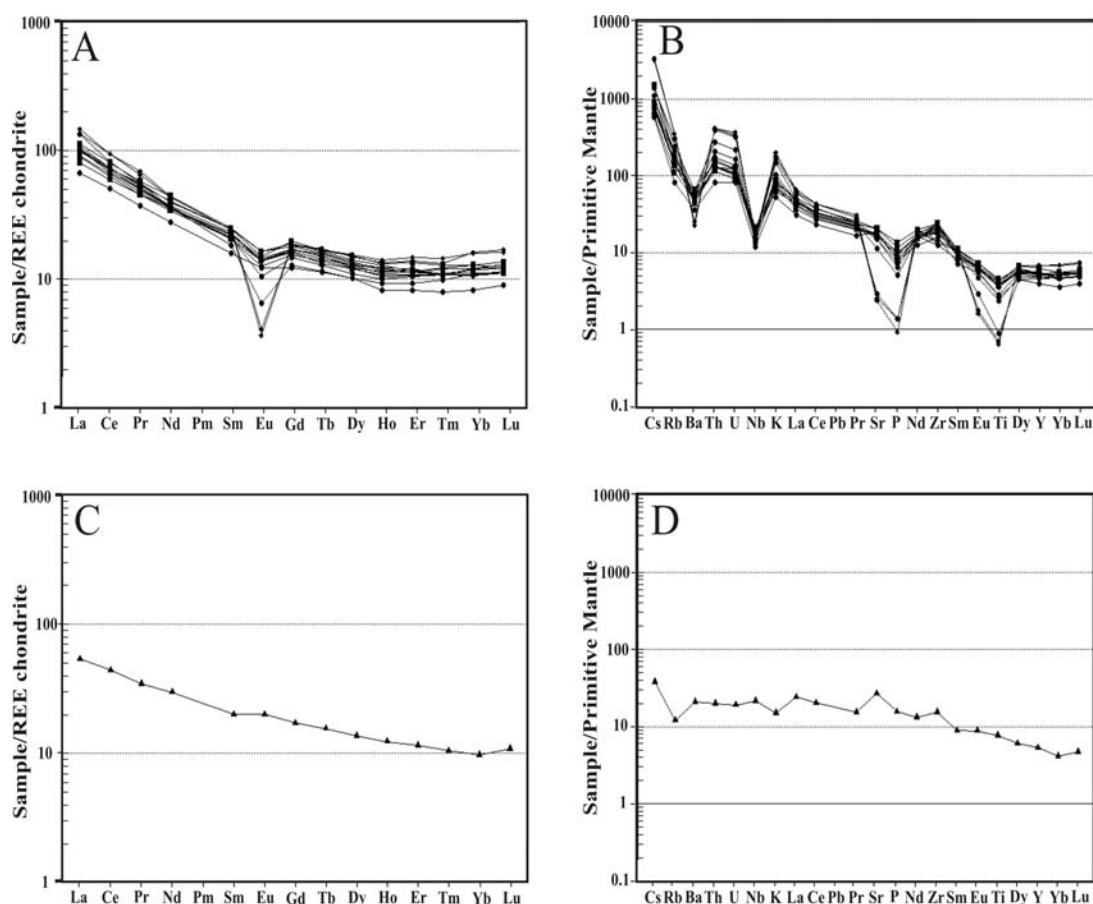 A
Sample/REE chondrite
1000
100
10
1
La Ce Pr Nd Pm Sm Eu Gd Tb Dy Ho Er Tm Yb Lu
B
Sample/Primitive Mantle
10000
1000
100
10
1
0.1
Cs Rb Ba Th U Nb K La Ce Pb Pr Sr P Nd Zr Sm Eu Ti Dy Y Yb Lu
C
Sample/REE chondrite
1000
100
10
1
La Ce Pr Nd Pm Sm Eu Gd Tb Dy Ho Er Tm Yb Lu
D
Sample/Primitive Mantle
10000
1000
100
10
1
0.1
Cs Rb Ba Th U Nb K La Ce Pb Pr Sr P Nd Zr Sm Eu Ti Dy Y Yb Lu